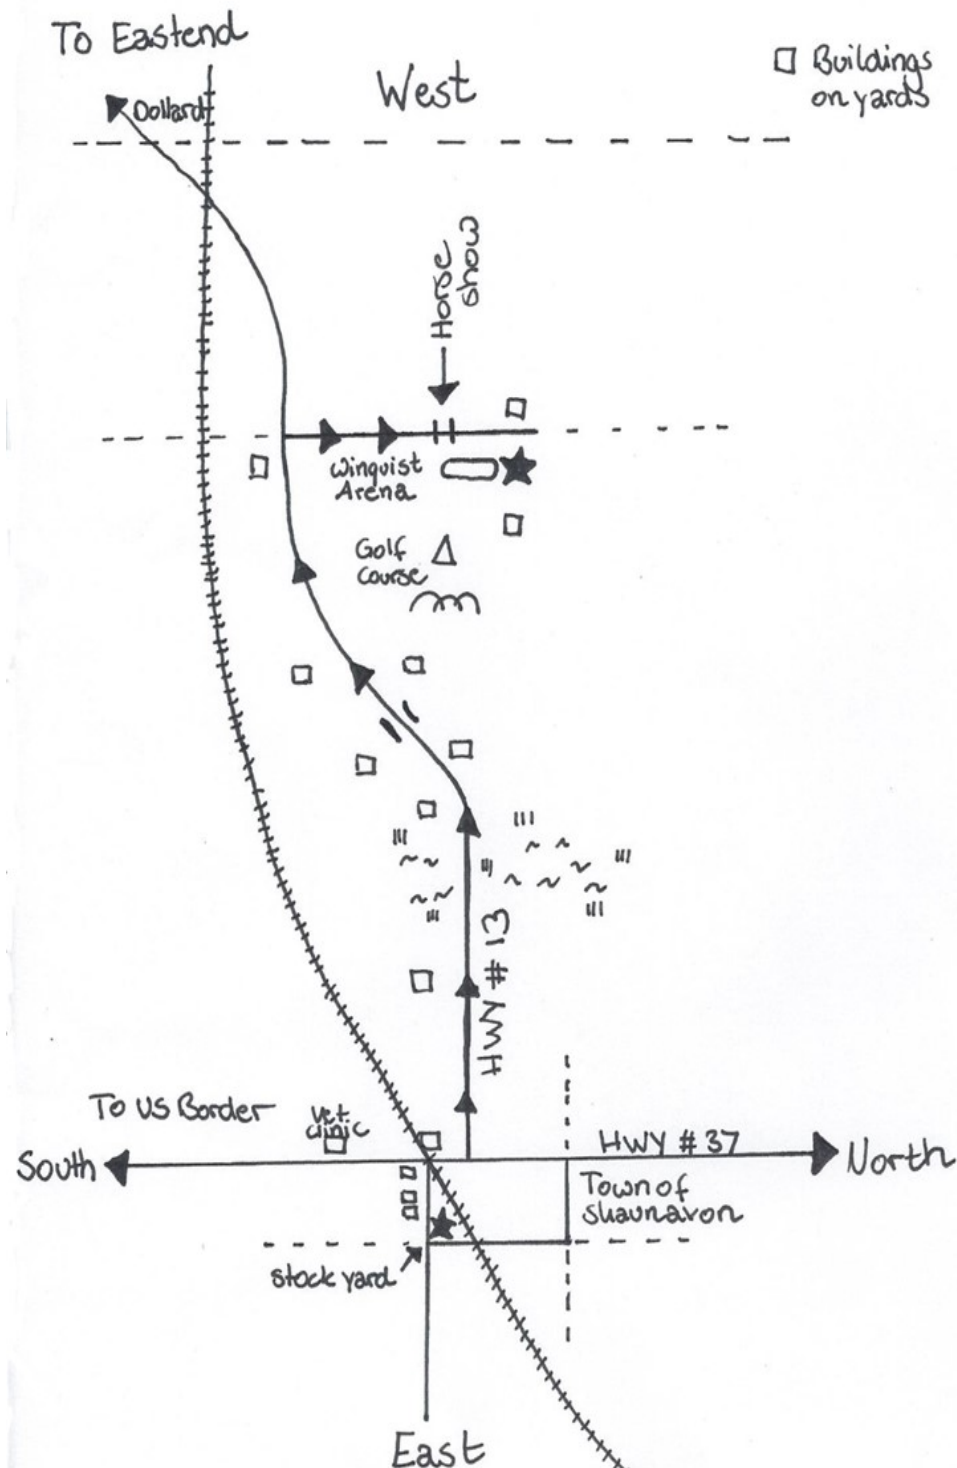 To Eastend
Dollard
West
Buildings
on yards
Horse
show
Winquist
Arena
Golf
Course
HWY # 13
To US Border
Vet.
clinic
South
HWY # 37
North
Town of
Shaunavon
stock yard
East